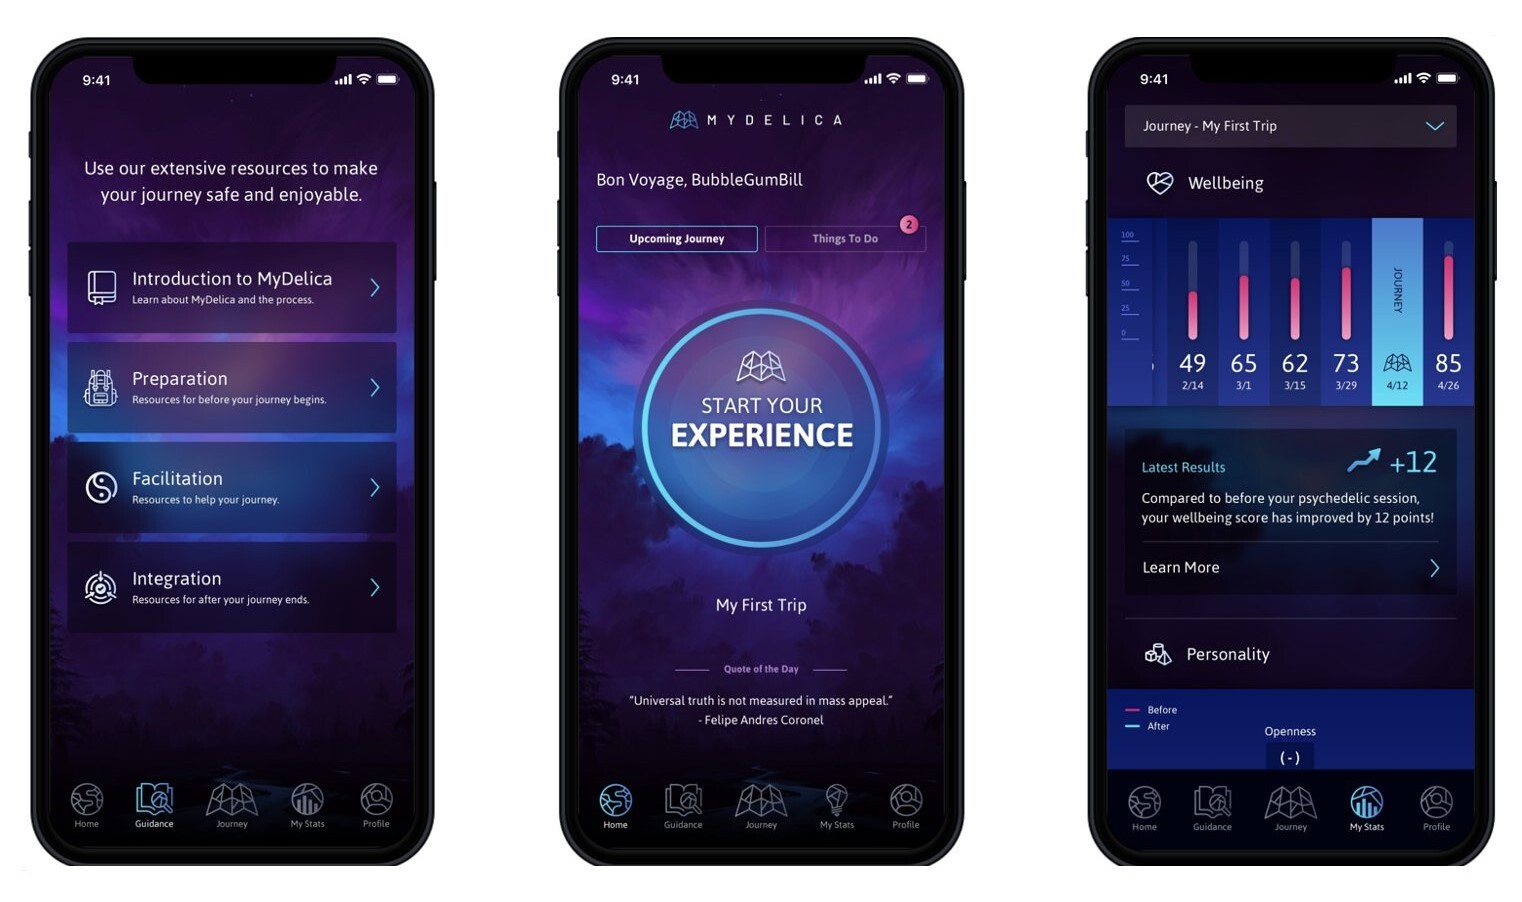 9:41
Use our extensive resources to make
your journey safe and enjoyable.
Introduction to MyDelica
Learn about MyDelica and the process.
Preparation
Resources for before your journey begins.
Facilitation
Resources to help your journey.
Integration
Resources for after your journey ends.
Home Guidance Journey My Stats Profile
9:41
MYDELICA
Bon Voyage, BubbleGumBill
Upcoming Journey Things To Do 2
START YOUR
EXPERIENCE
My First Trip
Quote of the Day
“Universal truth is not measured in mass appeal.”
- Felipe Andres Coronel
Home Guidance Journey My Stats Profile
9:41
Journey - My First Trip
Wellbeing
100
75
50
25
0
JOURNEY
49 65 62 73 85
2/14 3/1 3/15 3/29 4/12 4/26
Latest Results +12
Compared to before your psychedelic session,
your wellbeing score has improved by 12 points!
Learn More
Personality
Before
After
Openness
(-)
Home Guidance Journey My Stats Profile